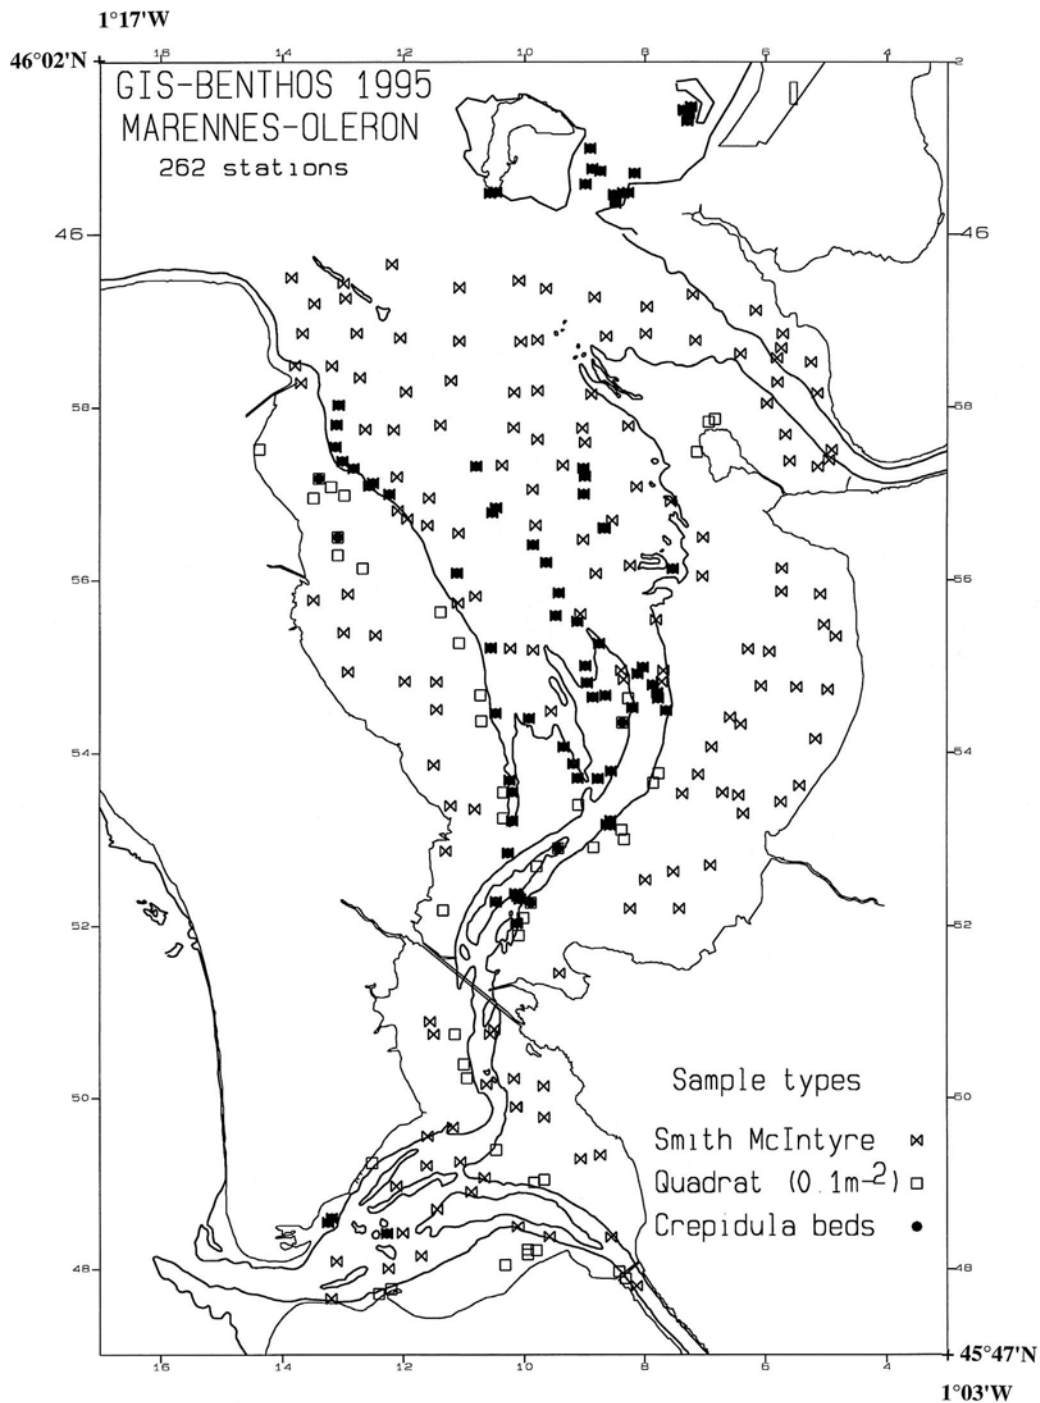 1°17'W
46°02'N
16 14 12 10 8 6 4 2
GIS-BENTHOS 1995
MARENNES-OLERON
262 stations
46 46
58 58
56 56
54 54
52 52
50 50
Sample types
Smith McIntyre
Quadrat (0.1m-2)
Crepidula beds
48 48
16 14 12 10 8 6 4
45°47'N
1°03'W